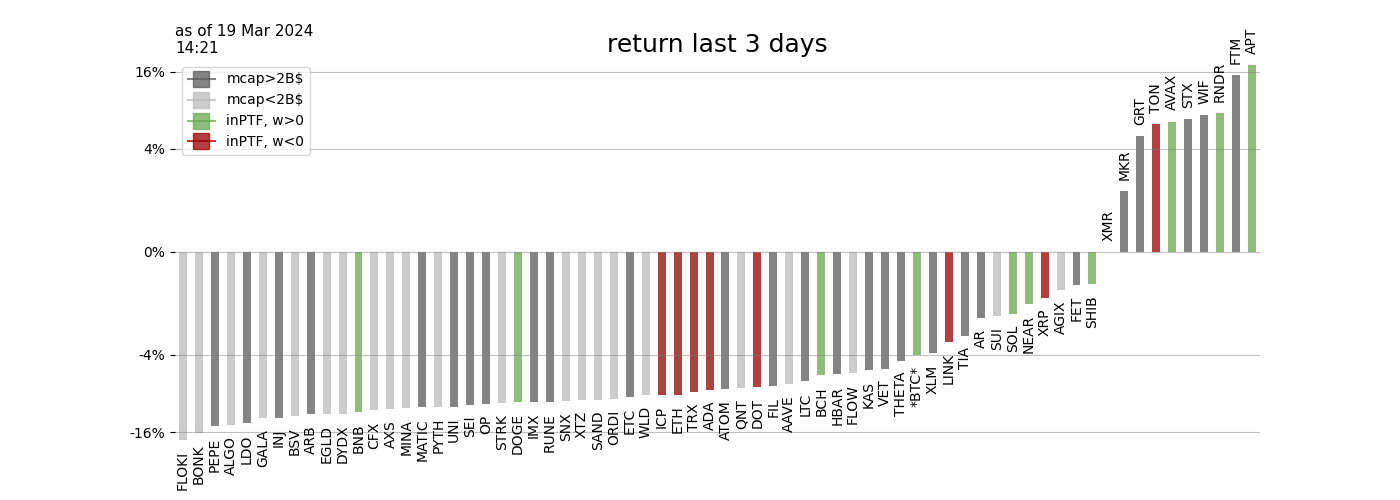 as of 19 Mar 2024
14:21
return last 3 days
mcap>2B$
mcap<2B$
inPTF, w>0
inPTF, w<0
16%
4%
0%
-4%
-16%
FLOKI
BONK
PEPE
ALGO
LDO
GALA
INJ
BSV
ARB
EGLD
DYDX
BNB
CFX
AXS
MINA
MATIC
PYTH
UNI
SEI
OP
STRK
DOGE
IMX
RUNE
SNX
XTZ
SAND
ORDI
ETC
WLD
ICP
ETH
TRX
ADA
ATOM
QNT
DOT
FIL
AAVE
LTC
BCH
HBAR
FLOW
KAS
VET
THETA
*BTC*
XLM
LINK
TIA
AR
SUI
SOL
NEAR
XRP
AGIX
FET
SHIB
XMR
MKR
GRT
TON
AVAX
STX
WIF
RNDR
FTM
APT